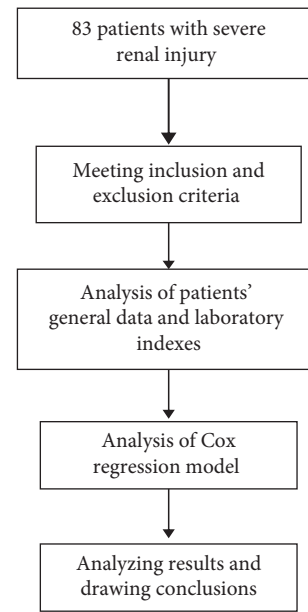 83 patients with severe
renal injury
Meeting inclusion and
exclusion criteria
Analysis of patients’
general data and laboratory
indexes
Analysis of Cox
regression model
Analyzing results and
drawing conclusions